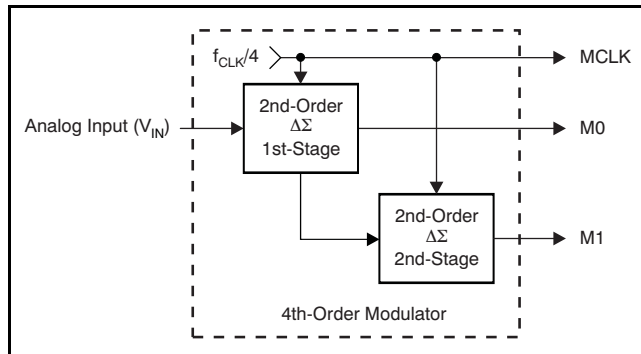 f_CLK/4
MCLK
Analog Input (V_IN)
2nd-Order
ΔΣ
1st-Stage
M0
2nd-Order
ΔΣ
2nd-Stage
M1
4th-Order Modulator